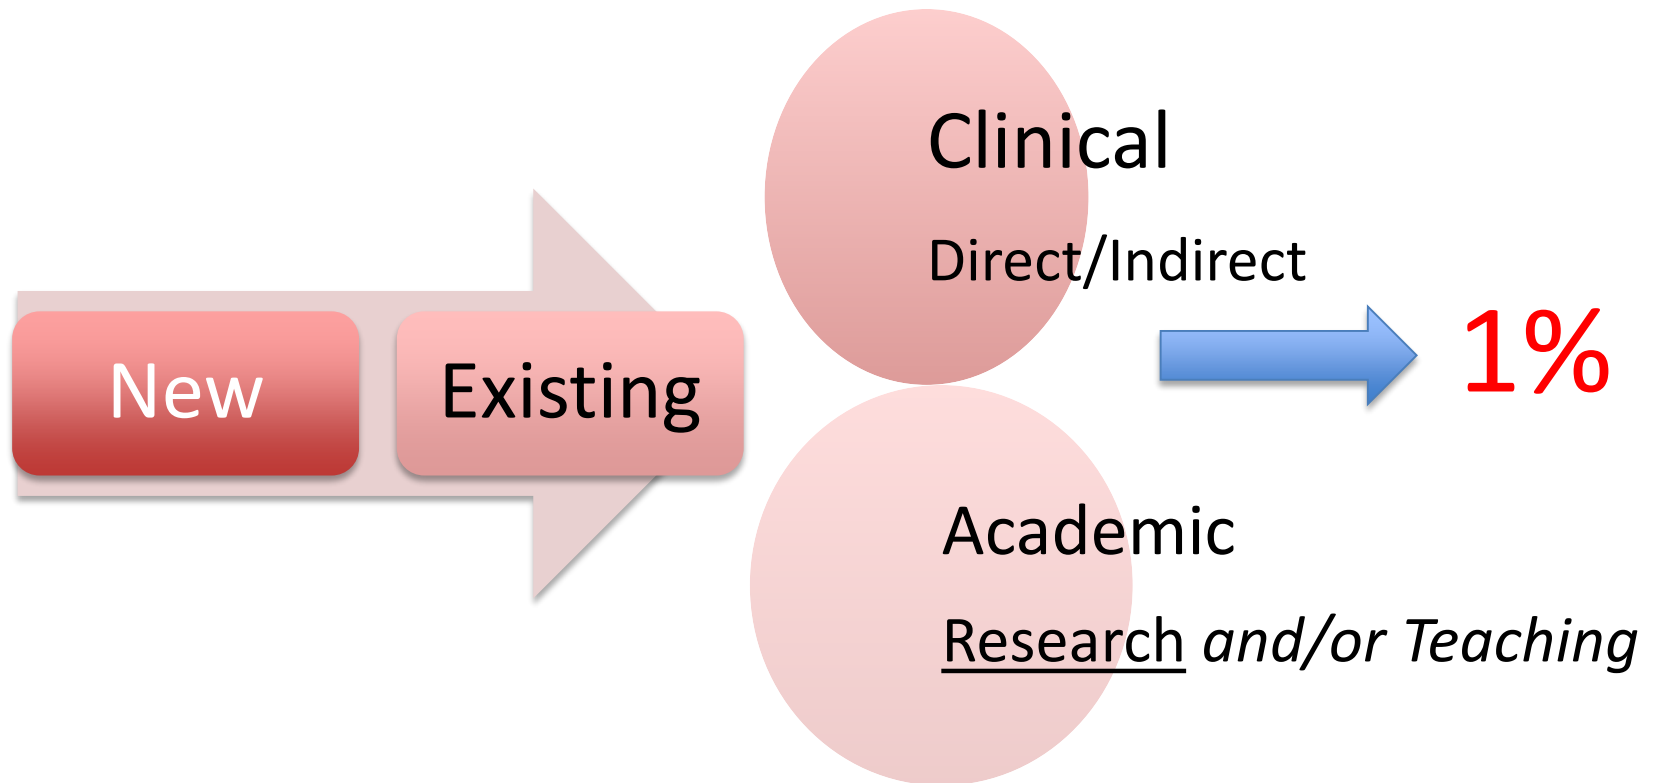 New
Existing
Clinical
Direct/Indirect
1%
Academic
Research and/or Teaching